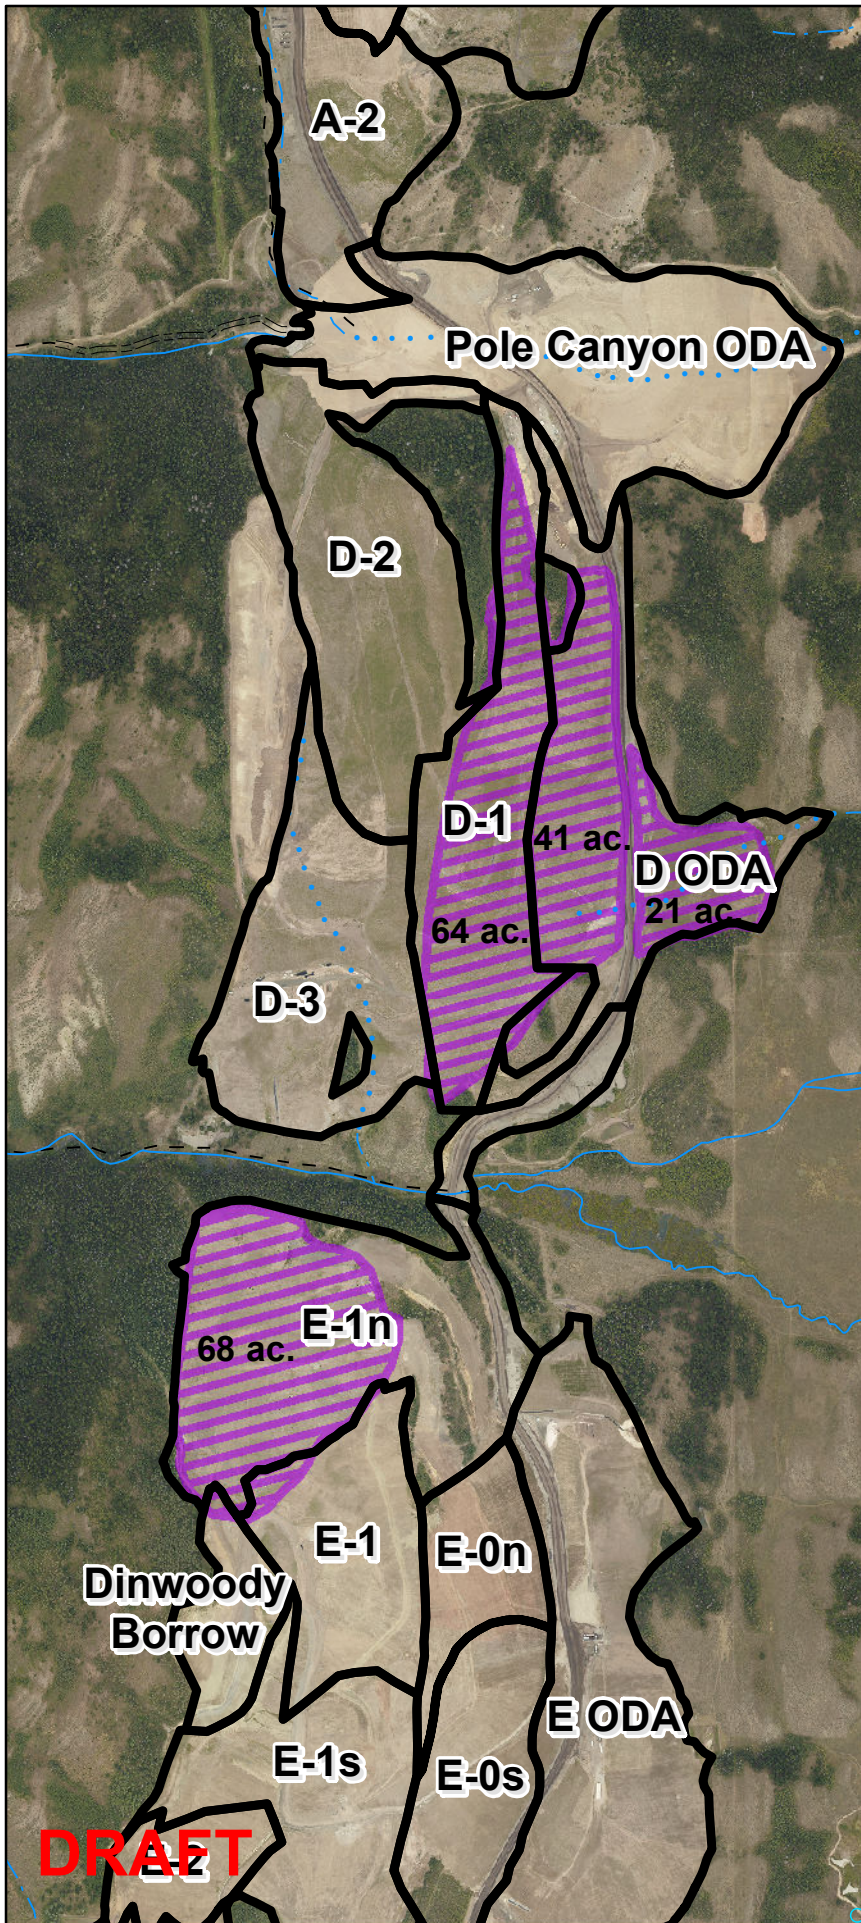 A-2
Pole Canyon ODA
D-2
D-1
41 ac.
D ODA
21 ac.
64 ac.
D-3
E-1n
68 ac.
E-1
E-0n
Dinwoody
Borrow
E ODA
E-1s
E-0s
DRAFT
E-2